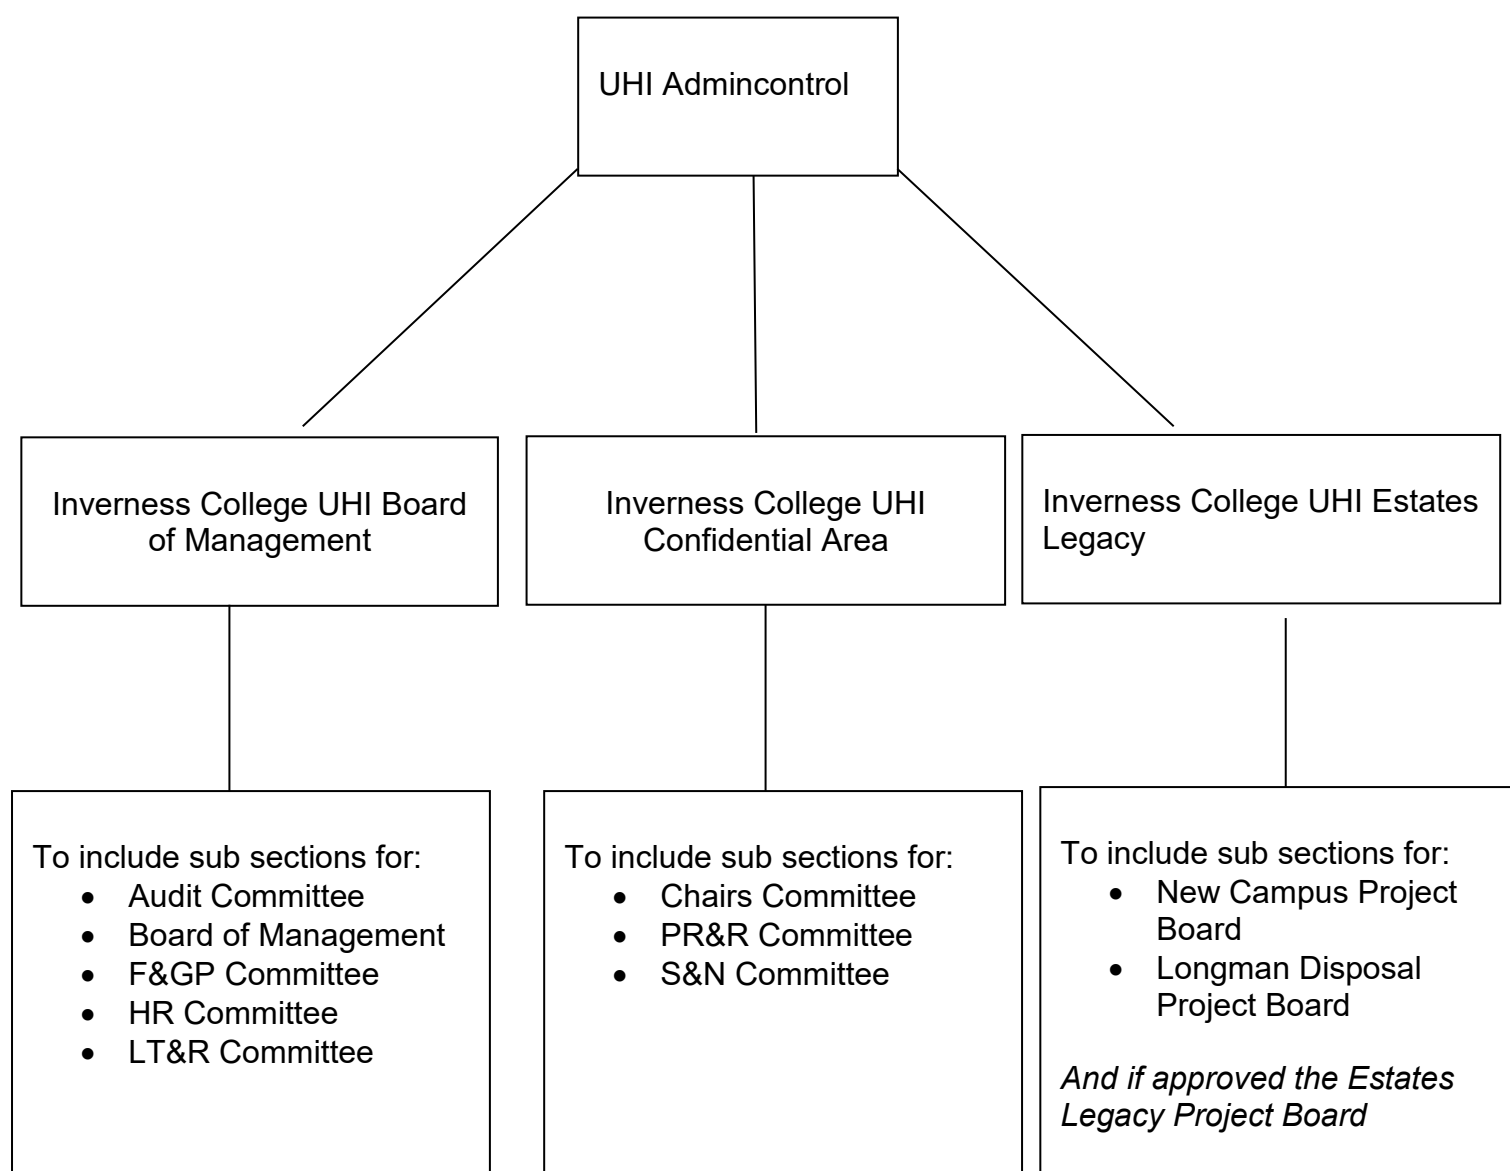 UHI Admincontrol
Inverness College UHI Board
of Management
Inverness College UHI
Confidential Area
Inverness College UHI Estates
Legacy
To include sub sections for:
• Audit Committee
• Board of Management
• F&GP Committee
• HR Committee
• LT&R Committee
To include sub sections for:
• Chairs Committee
• PR&R Committee
• S&N Committee
To include sub sections for:
• New Campus Project
Board
• Longman Disposal
Project Board
And if approved the Estates
Legacy Project Board